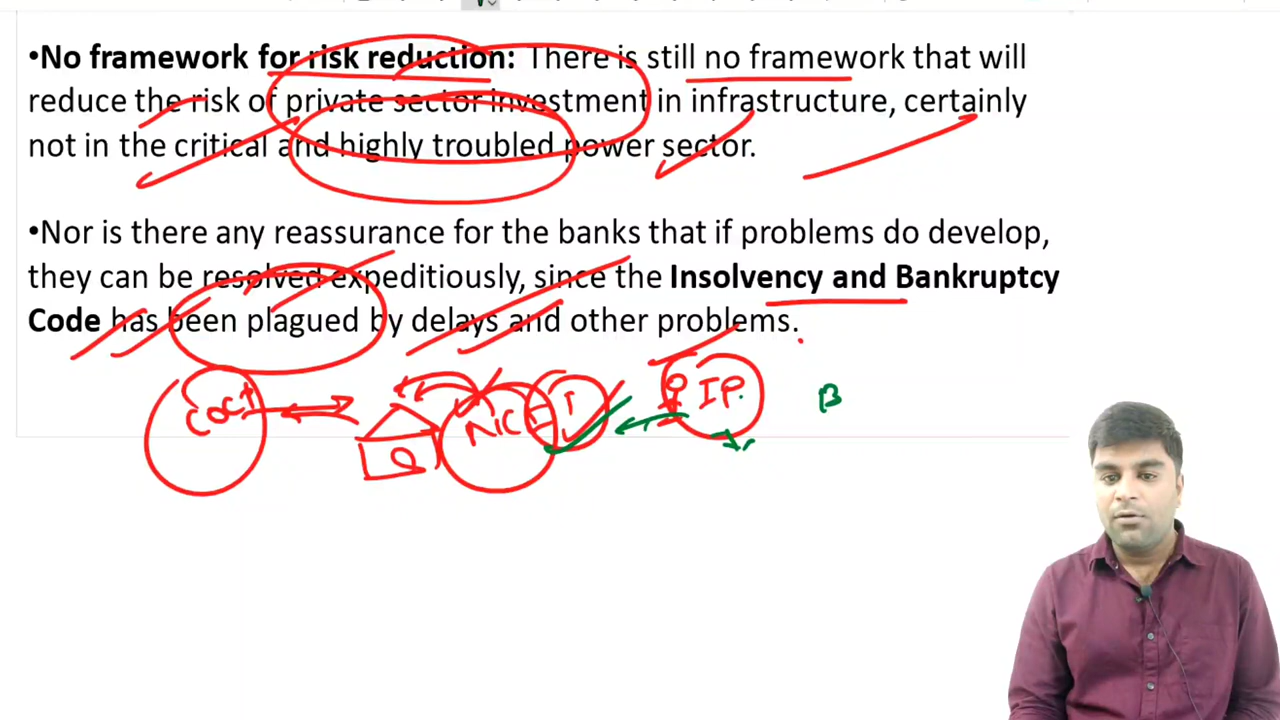 •No framework for risk reduction: There is still no framework that will
reduce the risk of private sector investment in infrastructure, certainly
not in the critical and highly troubled power sector.
•Nor is there any reassurance for the banks that if problems do develop,
they can be resolved expeditiously, since the Insolvency and Bankruptcy
Code has been plagued by delays and other problems.
IP
B